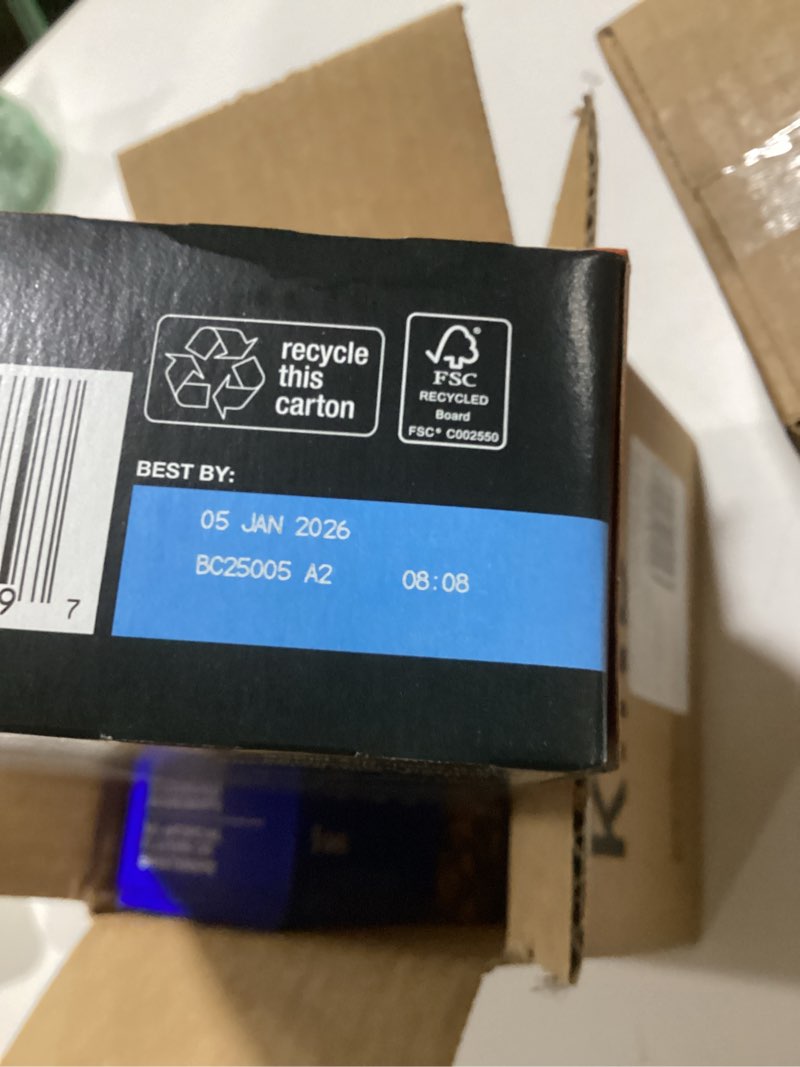 recycle
this
carton
FSC®
RECYCLED
Board
FSC® C002550
BEST BY:
05 JAN 2026
BC25005 A2 08:08
9 7
K